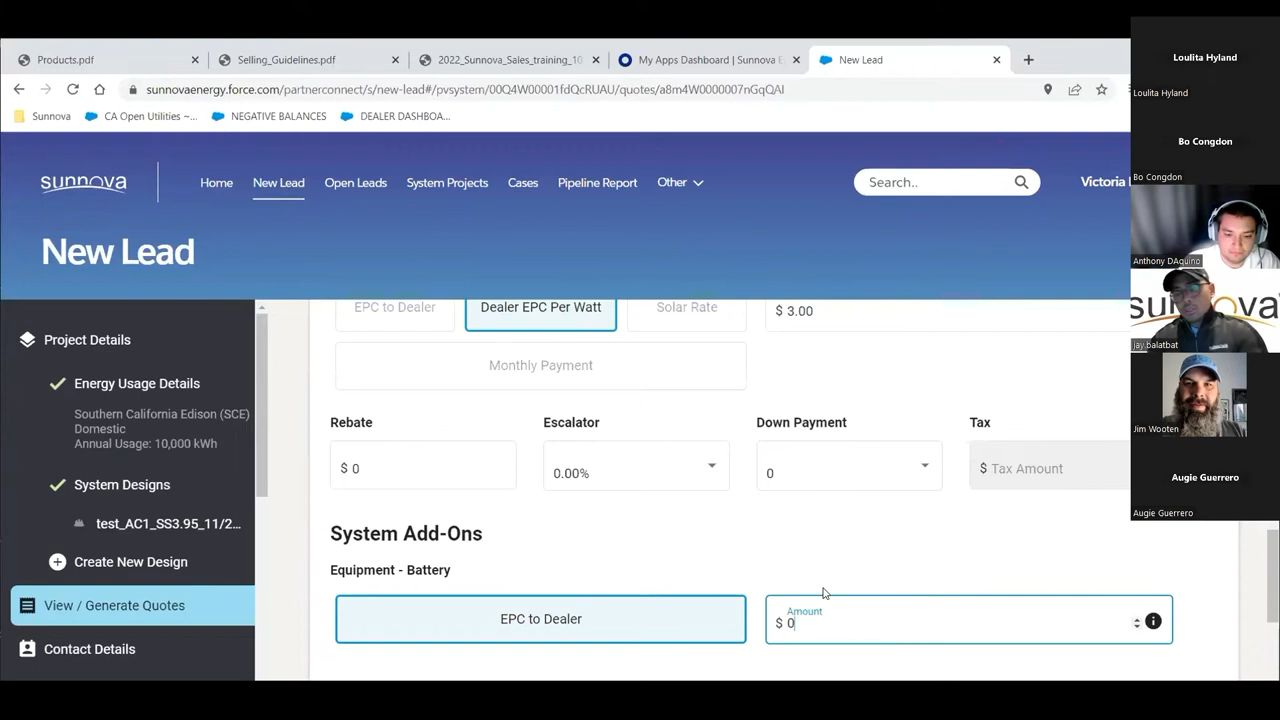 Products.pdf
Selling_Guidelines.pdf
2022_Sunnova_Sales_training_10
My Apps Dashboard | Sunnova E
New Lead
sunnovaenergy.force.com/partnerconnect/s/new-lead#/pvsystem/00Q4W00001fdQcRUAU/quotes/a8m4W0000007nGqQAI
Sunnova
CA Open Utilities ~...
NEGATIVE BALANCES
DEALER DASHBOA...
sunnova
Home
New Lead
Open Leads
System Projects
Cases
Pipeline Report
Other
Search..
Victoria
New Lead
Project Details
Energy Usage Details
Southern California Edison (SCE)
Domestic
Annual Usage: 10,000 kWh
System Designs
test_AC1_SS3.95_11/2...
Create New Design
View / Generate Quotes
Contact Details
EPC to Dealer
Dealer EPC Per Watt
Solar Rate
$ 3.00
Monthly Payment
Rebate
Escalator
Down Payment
Tax
$ 0
0.00%
0
$ Tax Amount
System Add-Ons
Equipment - Battery
EPC to Dealer
Amount
$ 0
Loulita Hyland
Loulita Hyland
Bo Congdon
Bo Congdon
Anthony DAquino
sunnova
jay.balatbat
Jim Wooten
Augie Guerrero
Augie Guerrero